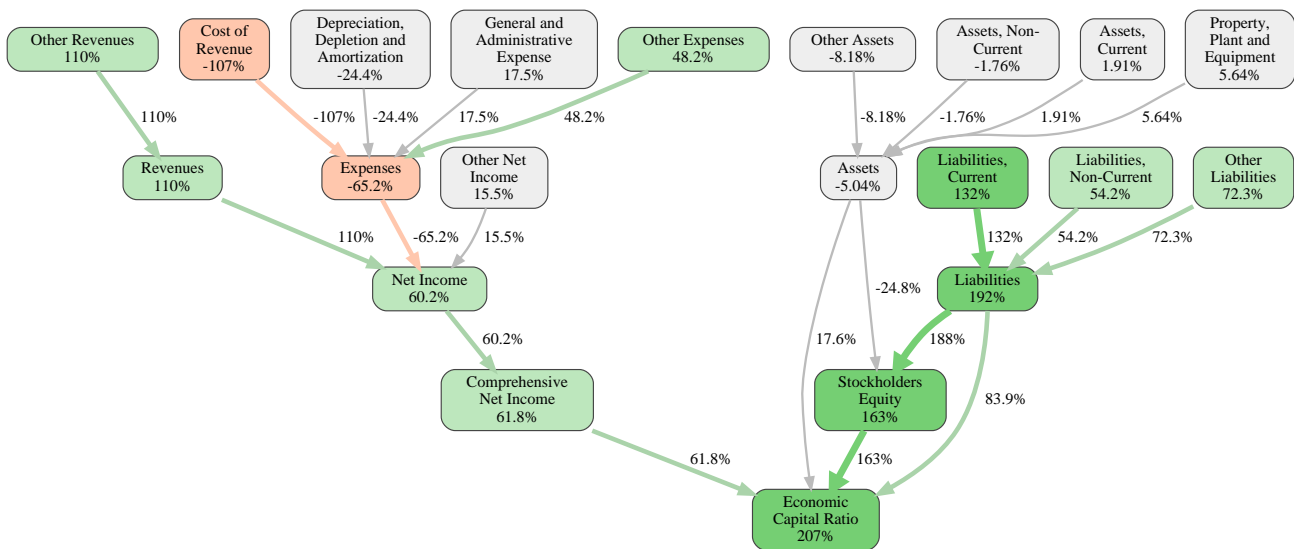 Other Revenues
110%
Cost of
Revenue
-107%
Depreciation,
Depletion and
Amortization
-24.4%
General and
Administrative
Expense
17.5%
Other Expenses
48.2%
Other Assets
-8.18%
Assets, Non-
Current
-1.76%
Assets,
Current
1.91%
Property,
Plant and
Equipment
5.64%
110%
-107%
-24.4%
17.5%
48.2%
-8.18%
-1.76%
1.91%
5.64%
Revenues
110%
Expenses
-65.2%
Other Net
Income
15.5%
Assets
-5.04%
Liabilities,
Current
132%
Liabilities,
Non-Current
54.2%
Other
Liabilities
72.3%
110%
-65.2%
15.5%
132%
54.2%
72.3%
Net Income
60.2%
-24.8%
Liabilities
192%
60.2%
17.6%
188%
Comprehensive
Net Income
61.8%
Stockholders
Equity
163%
83.9%
61.8%
163%
Economic
Capital Ratio
207%